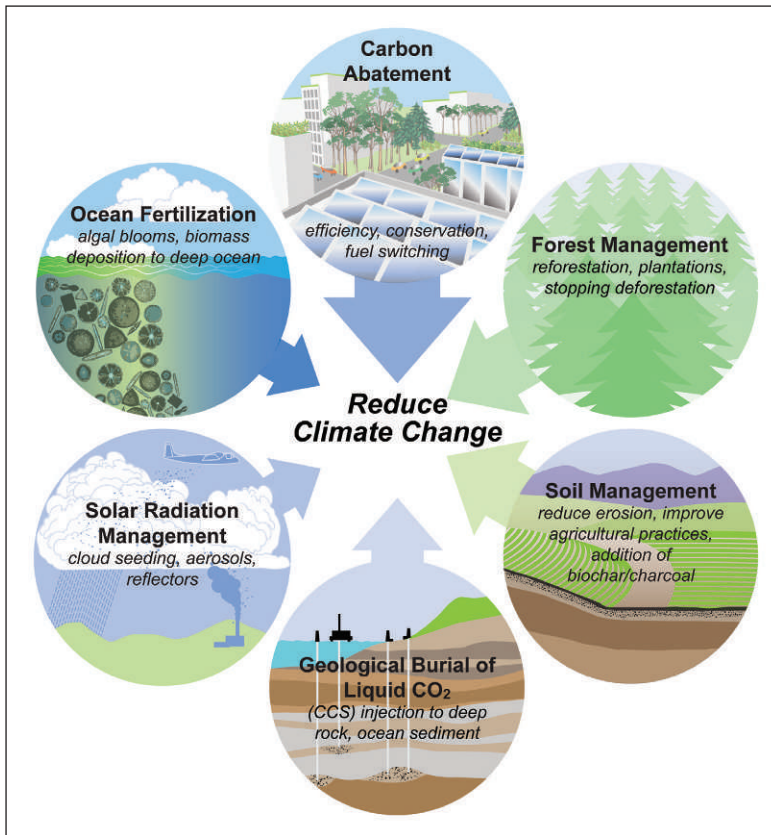 Carbon
Abatement
efficiency, conservation,
fuel switching
Ocean Fertilization
algal blooms, biomass
deposition to deep ocean
Forest Management
reforestation, plantations,
stopping deforestation
Reduce
Climate Change
Solar Radiation
Management
cloud seeding, aerosols,
reflectors
Soil Management
reduce erosion, improve
agricultural practices,
addition of
biochar/charcoal
Geological Burial of
Liquid CO₂
(CCS) injection to deep
rock, ocean sediment